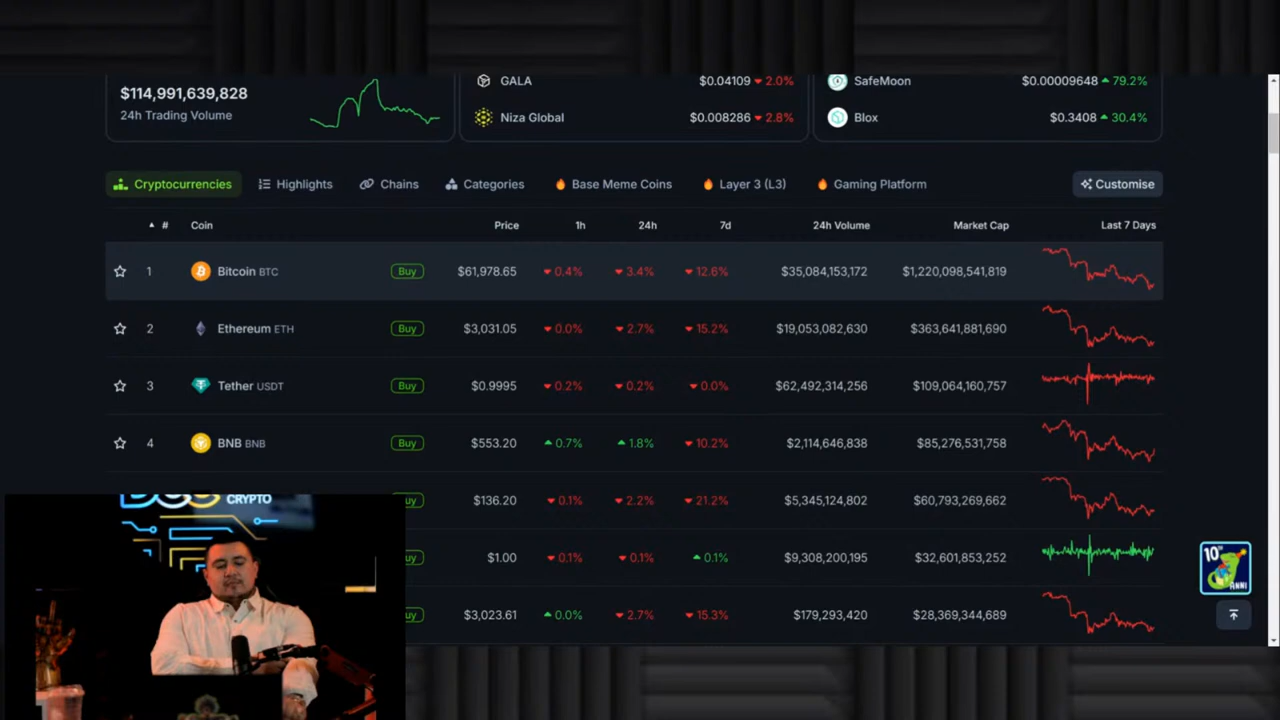 GALA $0.04109 2.0% SafeMoon $0.00009648 79.2%
$114,991,639,828
24h Trading Volume
Niza Global $0.008286 2.8% Blox $0.3408 30.4%
Cryptocurrencies Highlights Chains Categories Base Meme Coins Layer 3 (L3) Gaming Platform Customise
# Coin Price 1h 24h 7d 24h Volume Market Cap Last 7 Days
1 Bitcoin BTC Buy $61,978.65 0.4% 3.4% 12.6% $35,084,153,172 $1,220,098,541,819
2 Ethereum ETH Buy $3,031.05 0.0% 2.7% 15.2% $19,053,082,630 $363,641,881,690
3 Tether USDT Buy $0.9995 0.2% 0.2% 0.0% $62,492,314,256 $109,064,160,757
4 BNB BNB Buy $553.20 0.7% 1.8% 10.2% $2,114,646,838 $85,276,531,758
uy $136.20 0.1% 2.2% 21.2% $5,345,124,802 $60,793,269,662
uy $1.00 0.1% 0.1% 0.1% $9,308,200,195 $32,601,853,252
uy $3,023.61 0.0% 2.7% 15.3% $179,293,420 $28,369,344,689
CRYPTO
10th
ANNI